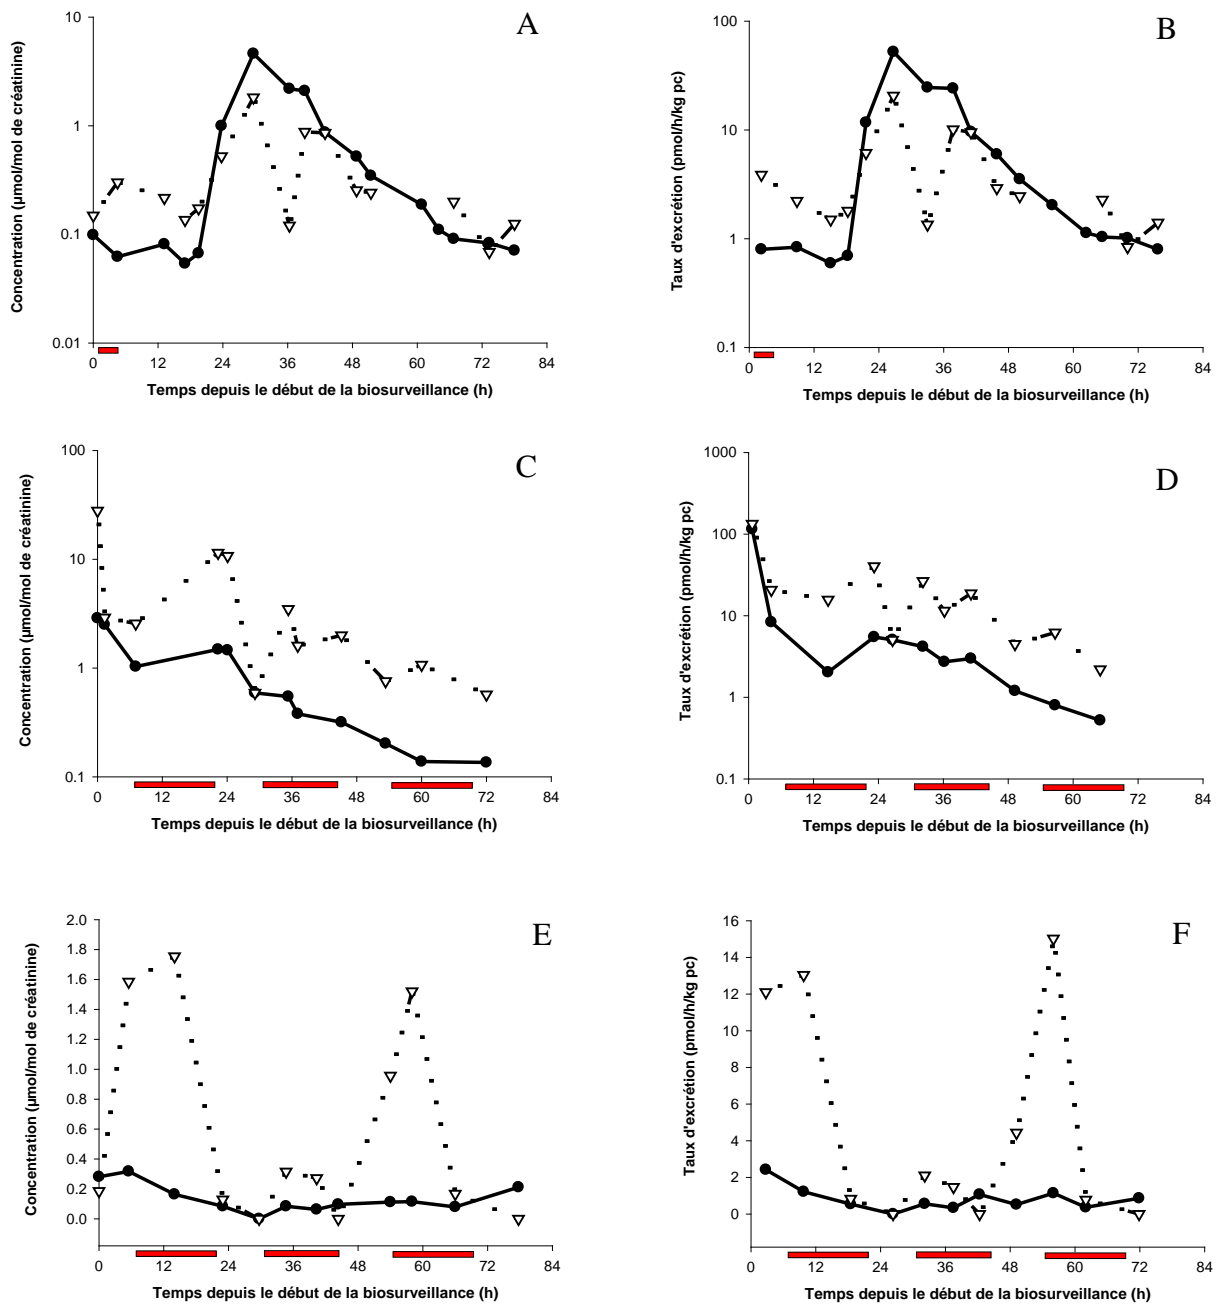 A
Concentration (µmol/mol de créatinine)
10
1
0.1
0.01
0 12 24 36 48 60 72 84
Temps depuis le début de la biosurveillance (h)
B
Taux d'excrétion (pmol/h/kg pc)
100
10
1
0.1
0 12 24 36 48 60 72 84
Temps depuis le début de la biosurveillance (h)
C
Concentration (µmol/mol de créatinine)
100
10
1
0.1
0 12 24 36 48 60 72 84
Temps depuis le début de la biosurveillance (h)
D
Taux d'excrétion (pmol/h/kg pc)
1000
100
10
1
0.1
0 12 24 36 48 60 72 84
Temps depuis le début de la biosurveillance (h)
E
Concentration (µmol/mol de créatinine)
2.0
1.8
1.6
1.4
1.2
1.0
0.8
0.6
0.4
0.2
0.0
0 12 24 36 48 60 72 84
Temps depuis le début de la biosurveillance (h)
F
Taux d'excrétion (pmol/h/kg pc)
16
14
12
10
8
6
4
2
0
0 12 24 36 48 60 72 84
Temps depuis le début de la biosurveillance (h)